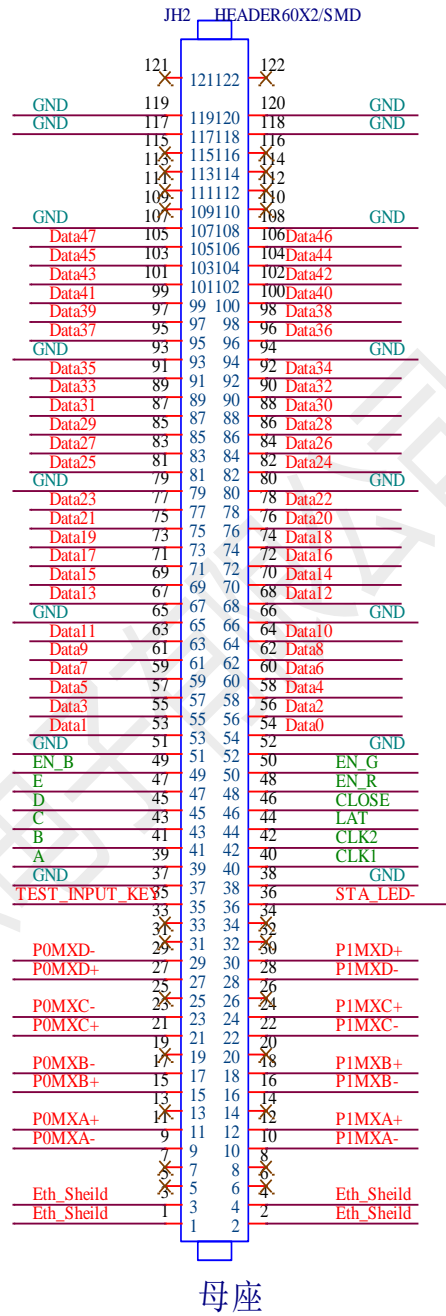 JH2 HEADER60X2/SMD
121 121122 122
GND 119 119120 120 GND
GND 117 117118 118 GND
115 115116 116
113 113114 114
111 111112 112
109 109110 110
GND 107 107108 108 GND
Data47 105 105106 106 Data46
Data45 103 103104 104 Data44
Data43 101 101102 102 Data42
Data41 99 99 100 100 Data40
Data39 97 97 98 98 Data38
Data37 95 95 96 96 Data36
GND 93 93 94 94 GND
Data35 91 91 92 92 Data34
Data33 89 89 90 90 Data32
Data31 87 87 88 88 Data30
Data29 85 85 86 86 Data28
Data27 83 83 84 84 Data26
Data25 81 81 82 82 Data24
GND 79 79 80 80 GND
Data23 77 77 78 78 Data22
Data21 75 75 76 76 Data20
Data19 73 73 74 74 Data18
Data17 71 71 72 72 Data16
Data15 69 69 70 70 Data14
Data13 67 67 68 68 Data12
GND 65 65 66 66 GND
Data11 63 63 64 64 Data10
Data9 61 61 62 62 Data8
Data7 59 59 60 60 Data6
Data5 57 57 58 58 Data4
Data3 55 55 56 56 Data2
Data1 53 53 54 54 Data0
GND 51 51 52 52 GND
EN_B 49 49 50 50 EN_G
E 47 47 48 48 EN_R
D 45 45 46 46 CLOSE
C 43 43 44 44 LAT
B 41 41 42 42 CLK2
A 39 39 40 40 CLK1
GND 37 37 38 38 GND
TEST_INPUT_KEY 35 35 36 36 STA_LED-
33 33 34 34
31 31 32 32
P0MXD- 29 29 30 30 P1MXD+
P0MXD+ 27 27 28 28 P1MXD-
25 25 26 26
P0MXC- 23 23 24 24 P1MXC+
P0MXC+ 21 21 22 22 P1MXC-
19 19 20 20
P0MXB- 17 17 18 18 P1MXB+
P0MXB+ 15 15 16 16 P1MXB-
13 13 14 14
P0MXA+ 11 11 12 12 P1MXA+
P0MXA- 9 9 10 10 P1MXA-
7 7 8 8
5 5 6 6
Eth_Sheild 3 3 4 4 Eth_Sheild
Eth_Sheild 1 1 2 2 Eth_Sheild
母座